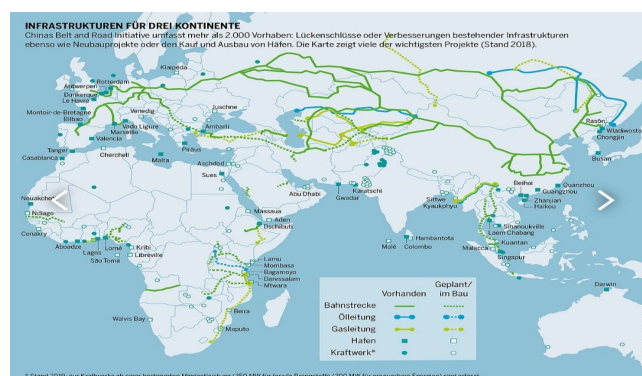 INFRASTRUKTUREN FÜR DREI KONTINENTE
Chinas Belt and Road Initiative umfasst mehr als 2.000 Vorhaben: Lückenschlüsse oder Verbesserungen bestehender Infrastrukturen
ebenso wie Neubauprojekte oder den Kauf und Ausbau von Häfen. Die Karte zeigt viele der wichtigsten Projekte (Stand 2018).
Klaipeda
Rotterdam
Antwerpen
Dunkerque
Le Havre
Montoir-de-Bretagne
Bilbao
Venedig
Vado Ligure
Marseille
Valencia
Juschne
Ambarli
Piräus
Tanger
Casablanca
Cherchell
Malta
Aschdod
Sues
Abu Dhabi
Gwadar
Karatschi
Rasŏn
Wladiwostok
Chongjin
Busan
Quanzhou
Guangzhou
Beihai
Zhanjian
Haikou
Sittwe
Kyaukphyu
Sihanoukville
Laem Chabang
Kuantan
Malacca
Singapur
Malé
Hambantota
Colombo
Darwin
Nouakchott
Ndiago
Conakry
Aboadze
Lomé
Lagos
São Tomé
Kribi
Libreville
Massaua
Aden
Dschibuti
Lamu
Mombasa
Bagamoyo
Daressalam
Mtwara
Beira
Maputo
Walvis Bay
Vorhanden
Geplant/
im Bau
Bahnstrecke
Ölleitung
Gasleitung
Hafen
Kraftwerk*